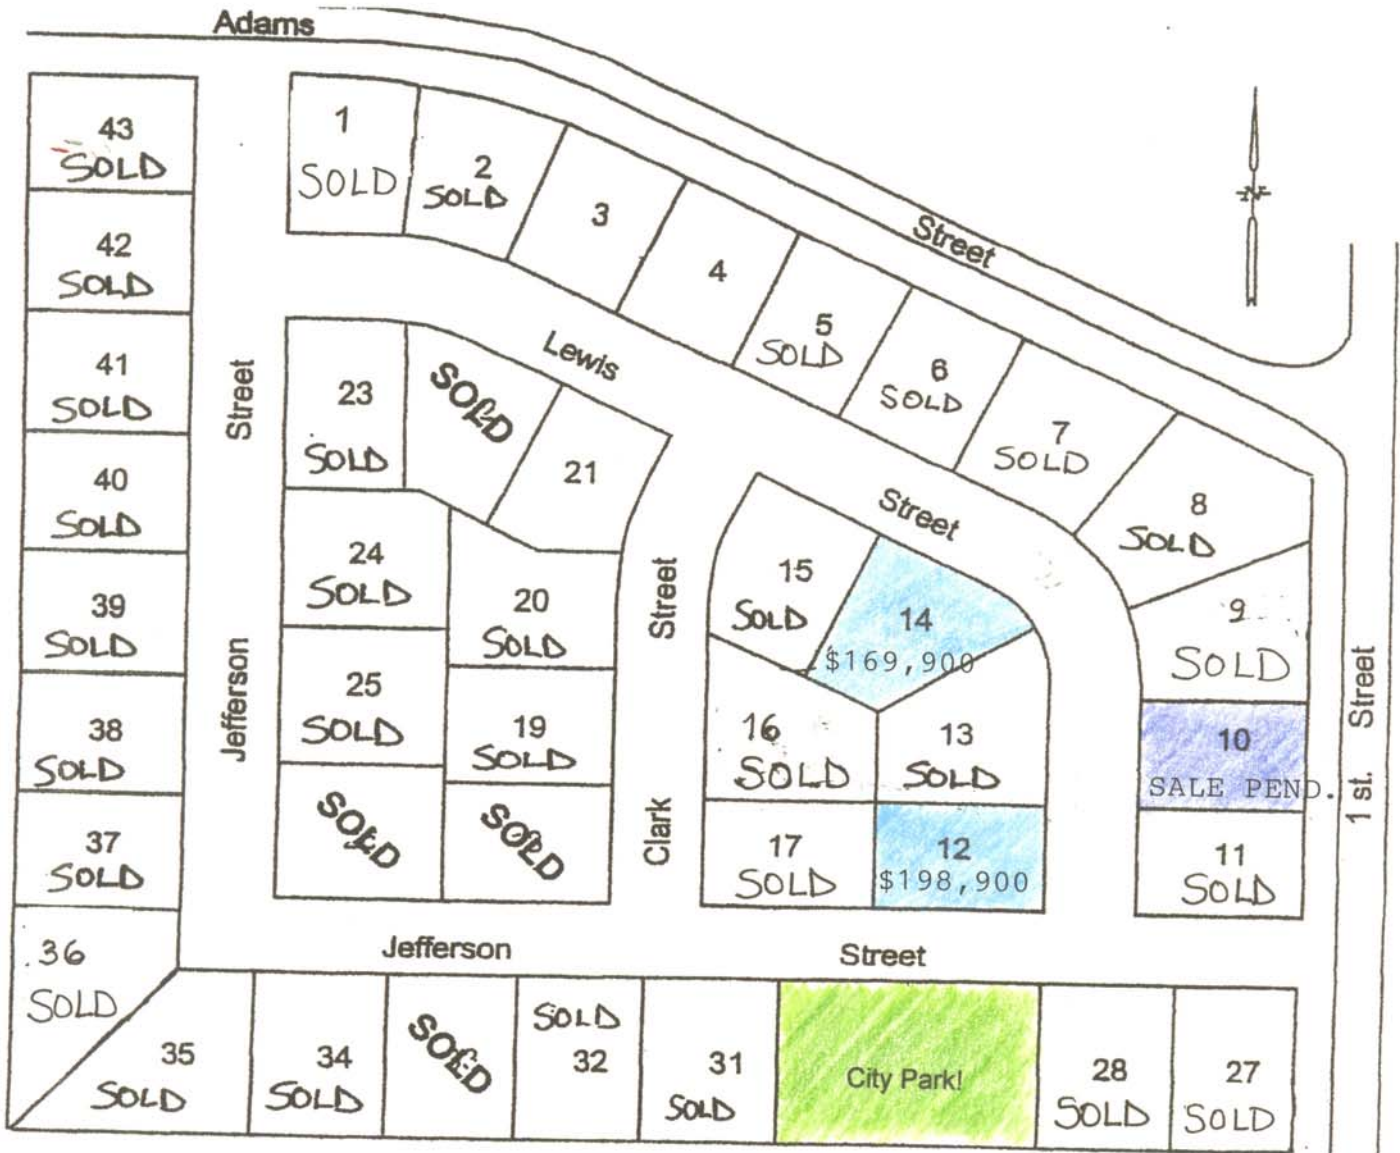 Adams
Street
43
SOLD
1
SOLD
2
SOLD
3
4
5
SOLD
6
SOLD
7
SOLD
8
SOLD
9
SOLD
10
SALE PEND.
11
SOLD
1 st. Street
N
42
SOLD
41
SOLD
40
SOLD
39
SOLD
38
SOLD
37
SOLD
36
SOLD
Jefferson Street
Lewis Street
23
SOLD
SOLD
21
24
SOLD
20
SOLD
25
SOLD
19
SOLD
SOLD
SOLD
Clark Street
15
SOLD
14
$169,900
16
SOLD
13
SOLD
17
SOLD
12
$198,900
Jefferson Street
35
SOLD
34
SOLD
SOLD
SOLD
32
31
SOLD
City Park!
28
SOLD
27
SOLD